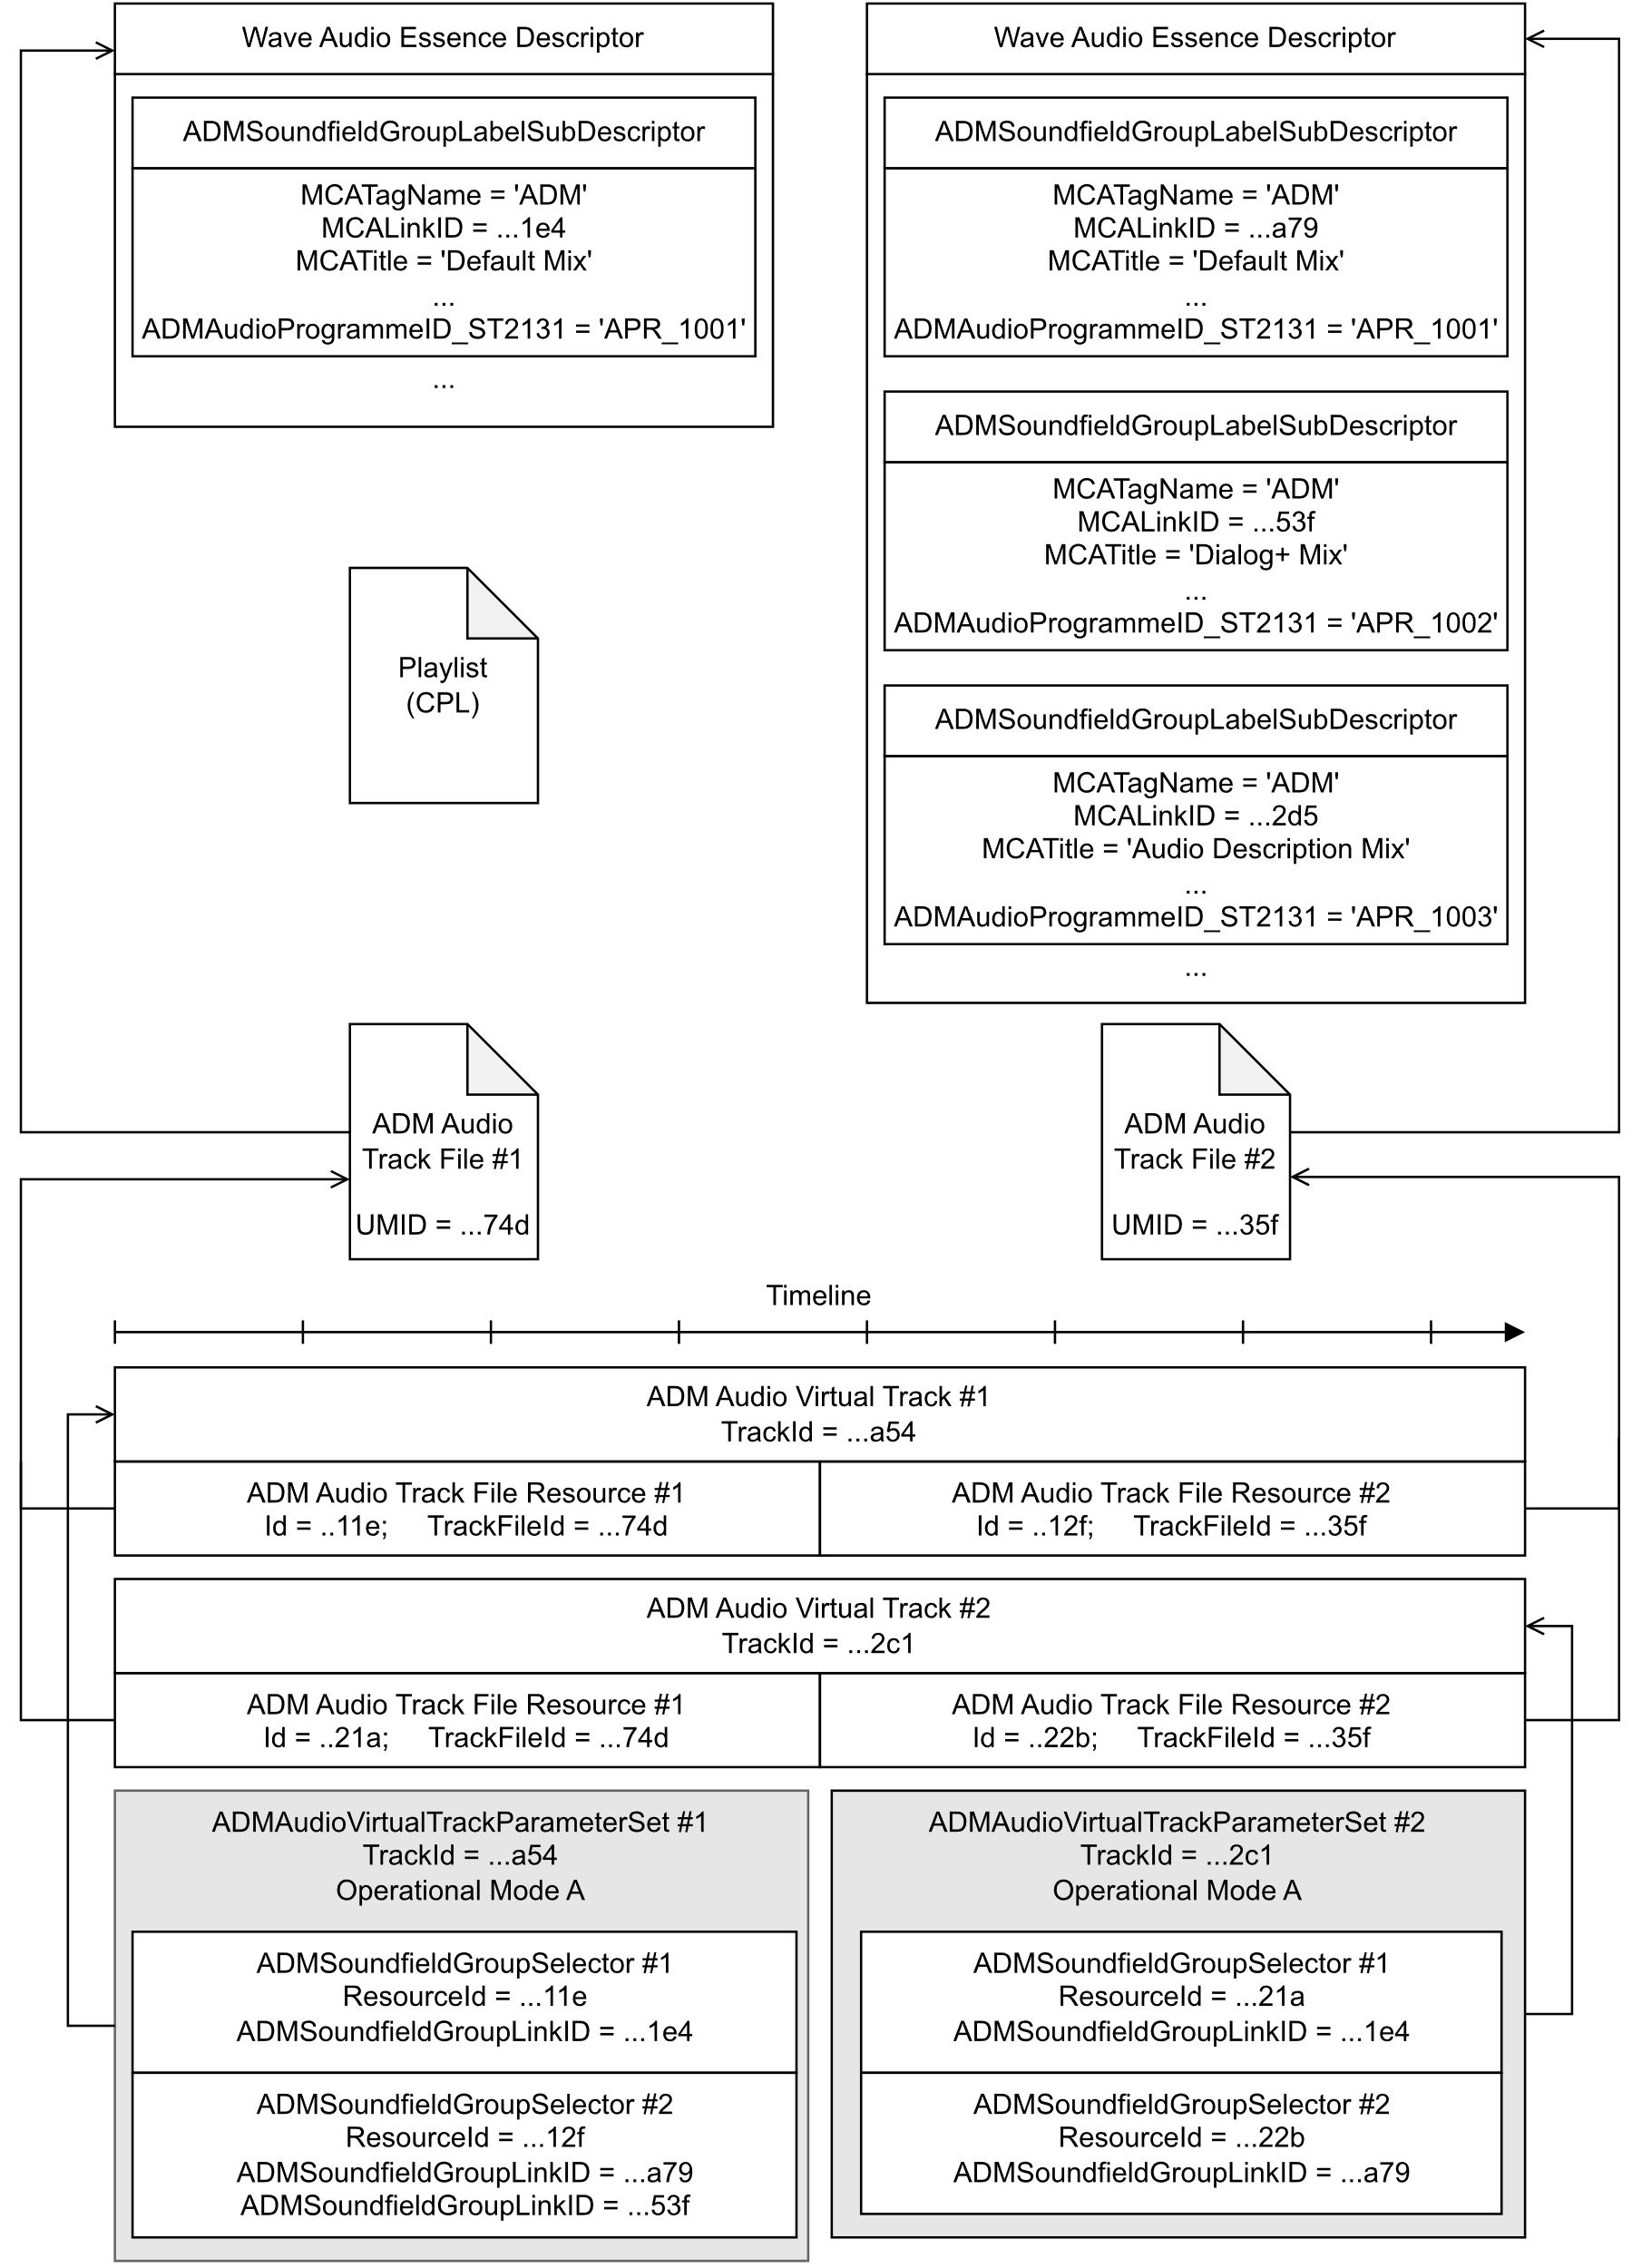 Wave Audio Essence Descriptor
ADMSoundfieldGroupLabelSubDescriptor
MCATagName = 'ADM'
MCALinkID = ...1e4
MCATitle = 'Default Mix'
...
ADMAudioProgrammeID_ST2131 = 'APR_1001'
...
Wave Audio Essence Descriptor
ADMSoundfieldGroupLabelSubDescriptor
MCATagName = 'ADM'
MCALinkID = ...a79
MCATitle = 'Default Mix'
...
ADMAudioProgrammeID_ST2131 = 'APR_1001'
ADMSoundfieldGroupLabelSubDescriptor
MCATagName = 'ADM'
MCALinkID = ...53f
MCATitle = 'Dialog+ Mix'
...
ADMAudioProgrammeID_ST2131 = 'APR_1002'
ADMSoundfieldGroupLabelSubDescriptor
MCATagName = 'ADM'
MCALinkID = ...2d5
MCATitle = 'Audio Description Mix'
...
ADMAudioProgrammeID_ST2131 = 'APR_1003'
...
Playlist
(CPL)
ADM Audio
Track File #1
UMID = ...74d
ADM Audio
Track File #2
UMID = ...35f
Timeline
ADM Audio Virtual Track #1
TrackId = ...a54
ADM Audio Track File Resource #1
Id = ..11e; TrackFileId = ...74d
ADM Audio Track File Resource #2
Id = ..12f; TrackFileId = ...35f
ADM Audio Virtual Track #2
TrackId = ...2c1
ADM Audio Track File Resource #1
Id = ..21a; TrackFileId = ...74d
ADM Audio Track File Resource #2
Id = ..22b; TrackFileId = ...35f
ADMAudioVirtualTrackParameterSet #1
TrackId = ...a54
Operational Mode A
ADMSoundfieldGroupSelector #1
ResourceId = ...11e
ADMSoundfieldGroupLinkID = ...1e4
ADMSoundfieldGroupSelector #2
ResourceId = ...12f
ADMSoundfieldGroupLinkID = ...a79
ADMSoundfieldGroupLinkID = ...53f
ADMAudioVirtualTrackParameterSet #2
TrackId = ...2c1
Operational Mode A
ADMSoundfieldGroupSelector #1
ResourceId = ...21a
ADMSoundfieldGroupLinkID = ...1e4
ADMSoundfieldGroupSelector #2
ResourceId = ...22b
ADMSoundfieldGroupLinkID = ...a79